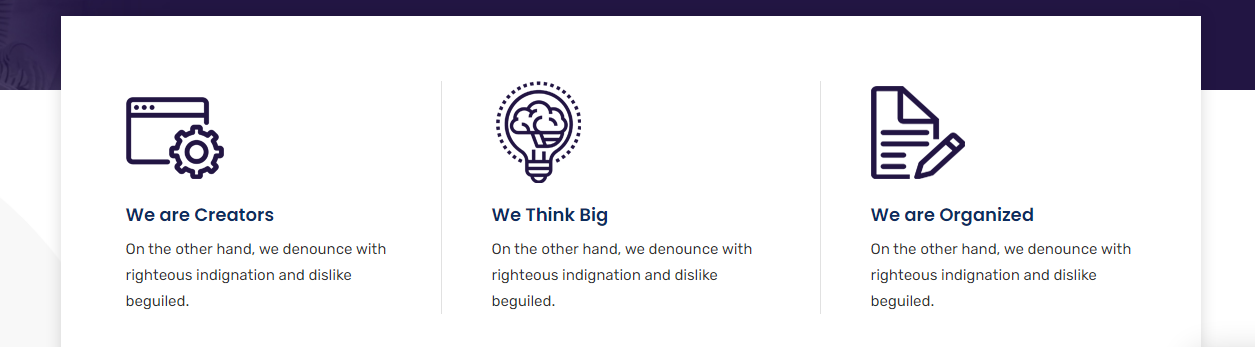 We are Creators
On the other hand, we denounce with
righteous indignation and dislike
beguiled.
We Think Big
On the other hand, we denounce with
righteous indignation and dislike
beguiled.
We are Organized
On the other hand, we denounce with
righteous indignation and dislike
beguiled.